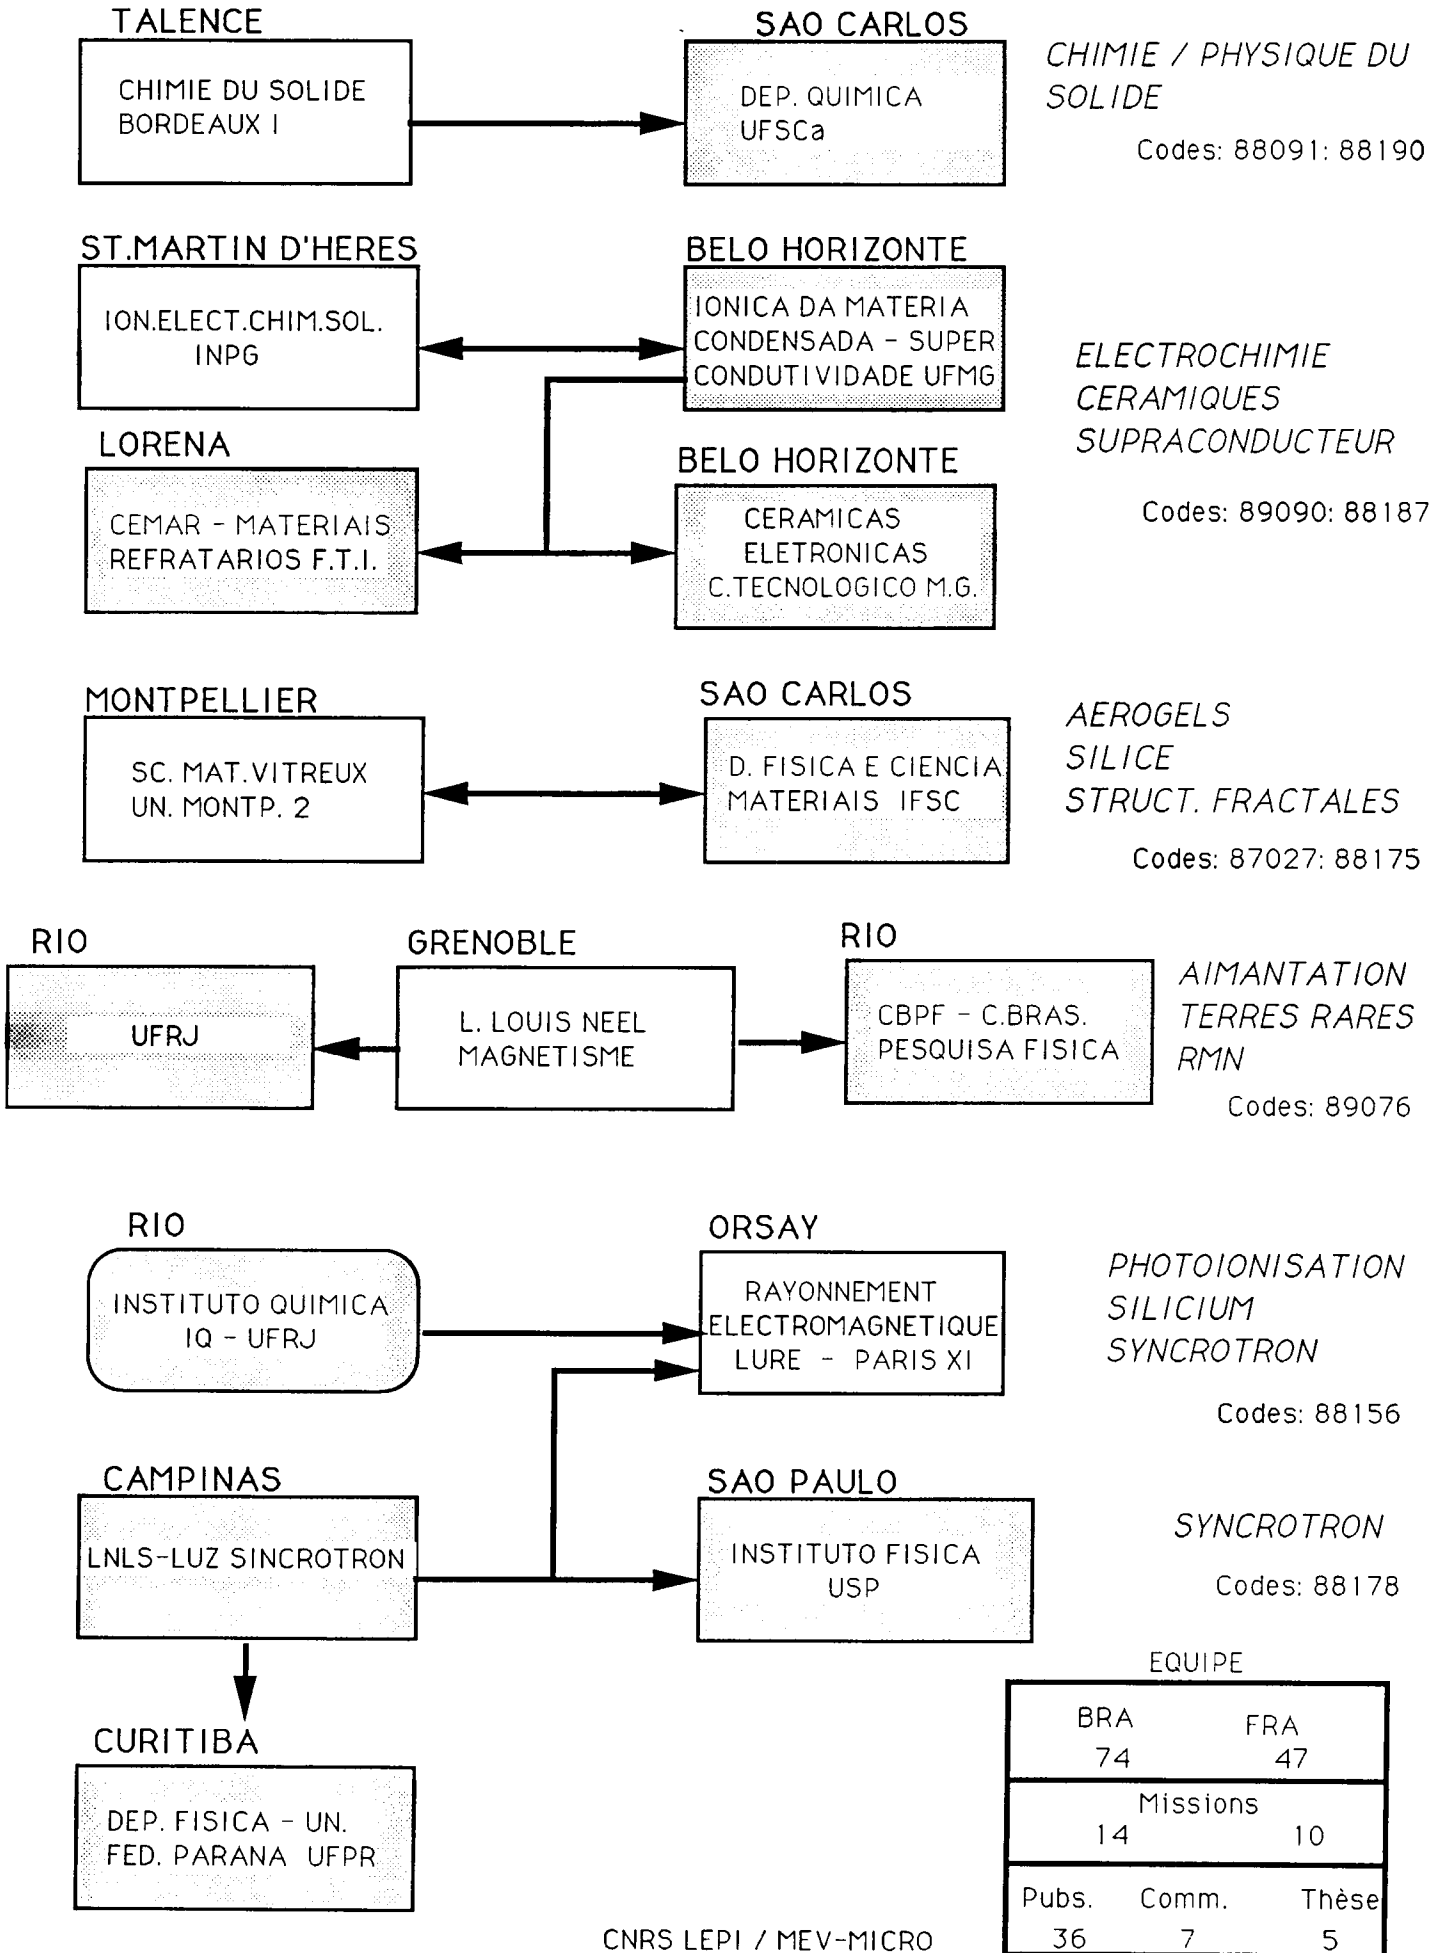 TALENCE
CHIMIE DU SOLIDE
BORDEAUX I
SAO CARLOS
DEP. QUIMICA
UFSCa
CHIMIE / PHYSIQUE DU
SOLIDE
Codes: 88091: 88190
ST.MARTIN D'HERES
ION.ELECT.CHIM.SOL.
INPG
BELO HORIZONTE
IONICA DA MATERIA
CONDENSADA - SUPER
CONDUTIVIDADE UFMG
ELECTROCHIMIE
CERAMIQUES
SUPRACONDUCTEUR
Codes: 89090: 88187
LORENA
CEMAR - MATERIAIS
REFRATARIOS F.T.I.
BELO HORIZONTE
CERAMICAS
ELETRONICAS
C.TECNOLOGICO M.G.
MONTPELLIER
SC. MAT.VITREUX
UN. MONTP. 2
SAO CARLOS
D. FISICA E CIENCIA
MATERIAIS IFSC
AEROGELS
SILICE
STRUCT. FRACTALES
Codes: 87027: 88175
RIO
UFRJ
GRENOBLE
L. LOUIS NEEL
MAGNETISME
RIO
CBPF - C.BRAS.
PESQUISA FISICA
AIMANTATION
TERRES RARES
RMN
Codes: 89076
RIO
INSTITUTO QUIMICA
IQ - UFRJ
ORSAY
RAYONNEMENT
ELECTROMAGNETIQUE
LURE - PARIS XI
PHOTOIONISATION
SILICIUM
SYNCROTRON
Codes: 88156
CAMPINAS
LNLS-LUZ SINCROTRON
SAO PAULO
INSTITUTO FISICA
USP
SYNCROTRON
Codes: 88178
CURITIBA
DEP. FISICA - UN.
FED. PARANA UFPR
EQUIPE
BRA FRA
74 47
Missions
14 10
Pubs. Comm. Thèse
36 7 5
CNRS LEPI / MEV-MICRO